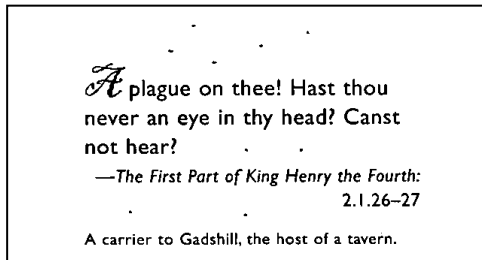 A plague on thee! Hast thou
never an eye in thy head? Canst
not hear?
—The First Part of King Henry the Fourth:
2.1.26–27
A carrier to Gadshill, the host of a tavern.